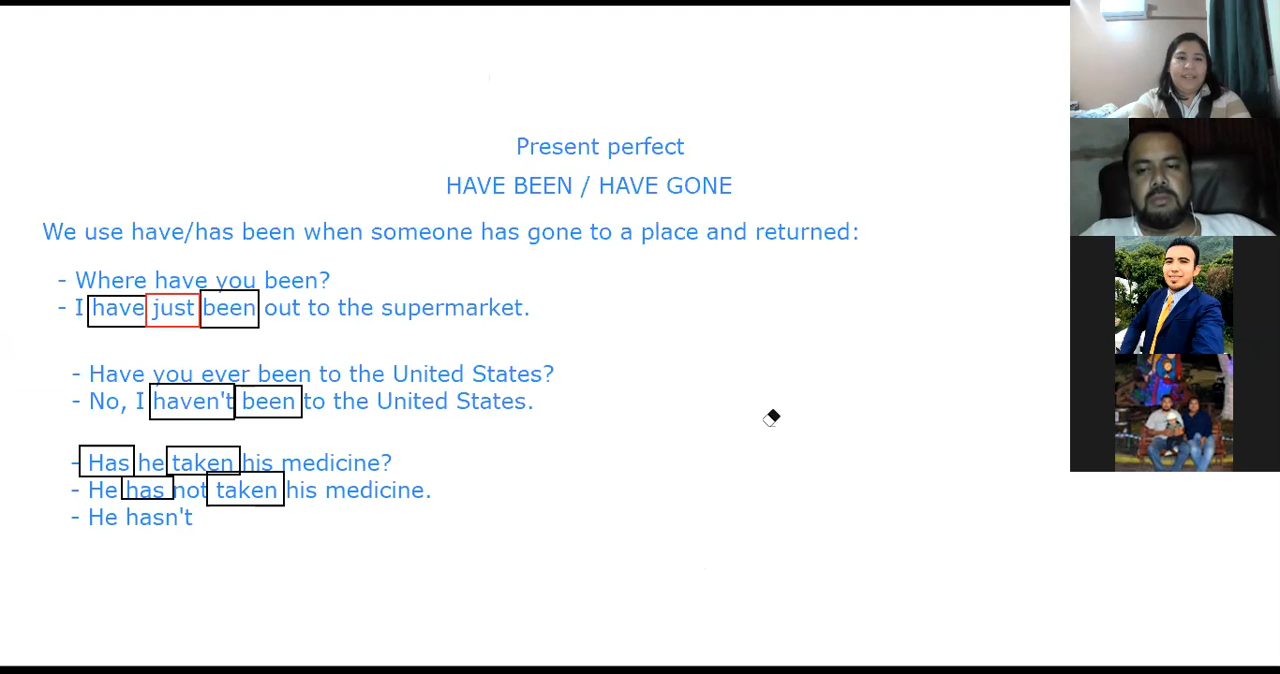 Present perfect
HAVE BEEN / HAVE GONE
We use have/has been when someone has gone to a place and returned:
- Where have you been?
- I have just been out to the supermarket.
- Have you ever been to the United States?
- No, I haven't been to the United States.
- Has he taken his medicine?
- He has not taken his medicine.
- He hasn't